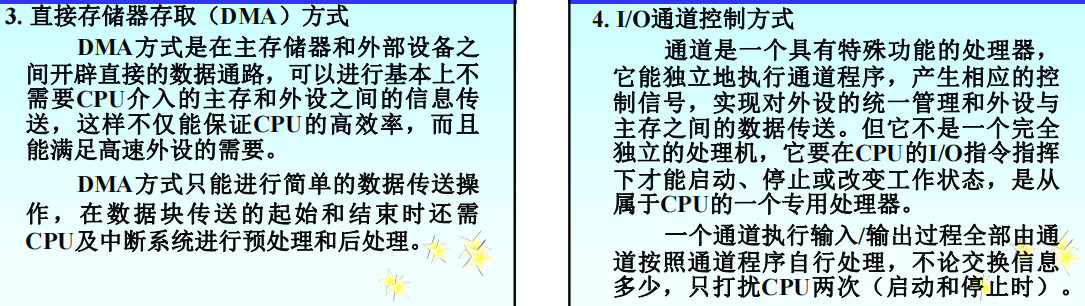 3. 直接存储器存取（DMA）方式
DMA方式是在主存储器和外部设备之
间开辟直接的数据通路，可以进行基本上不
需要CPU介入的主存和外设之间的信息传
送，这样不仅能保证CPU的高效率，而且
能满足高速外设的需要。
DMA方式只能进行简单的数据传送操
作，在数据块传送的起始和结束时还需
CPU及中断系统进行预处理和后处理。
4. I/O通道控制方式
通道是一个具有特殊功能的处理器，
它能独立地执行通道程序，产生相应的控
制信号，实现对外设的统一管理和外设与
主存之间的数据传送。但它不是一个完全
独立的处理机，它要在CPU的I/O指令指挥
下才能启动、停止或改变工作状态，是从
属于CPU的一个专用处理器。
一个通道执行输入/输出过程全部由通
道按照通道程序自行处理，不论交换信息
多少，只打扰CPU两次（启动和停止时）。